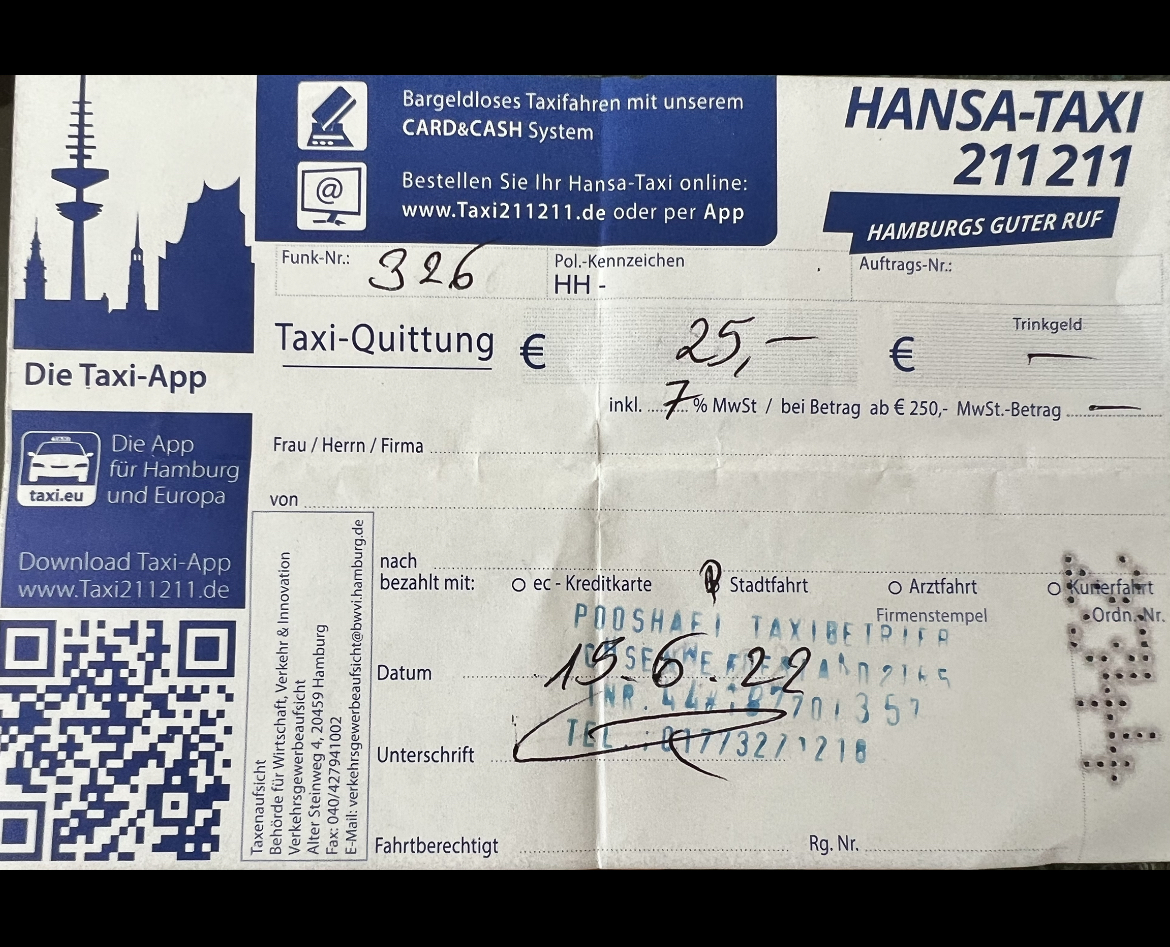 Bargeldloses Taxifahren mit unserem
CARD&CASH System
Bestellen Sie Ihr Hansa-Taxi online:
www.Taxi211211.de oder per App
HANSA-TAXI
211 211
HAMBURGS GUTER RUF
Funk-Nr.: 326
Pol.-Kennzeichen
HH -
Auftrags-Nr.:
Taxi-Quittung € 25,—
€ Trinkgeld —
inkl. 7 % MwSt / bei Betrag ab € 250,- MwSt.-Betrag —
Die Taxi-App
Die App
für Hamburg
und Europa
taxi.eu
Download Taxi-App
www.Taxi211211.de
Frau / Herrn / Firma
von
nach
bezahlt mit: ec - Kreditkarte Stadtfahrt Arztfahrt Kurierfahrt
Firmenstempel Ordn. Nr.
TAXIBETRIEB
Datum 15.6.22
TEL.:
Unterschrift
Fahrtberechtigt Rg. Nr.
Taxenaufsicht
Behörde für Wirtschaft, Verkehr & Innovation
Verkehrsgewerbeaufsicht
Alter Steinweg 4, 20459 Hamburg
Fax: 040/427941002
E-Mail: verkehrsgewerbeaufsicht@bwvi.hamburg.de